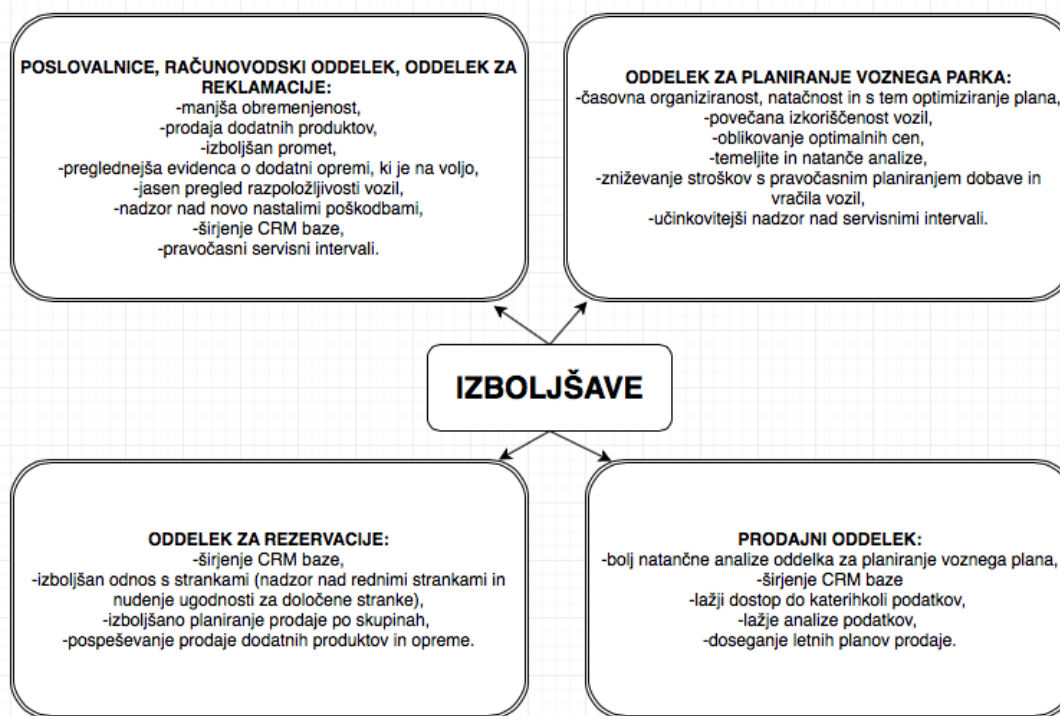 POSLOVALNICE, RAČUNOVODSKI ODDELEK, ODDELEK ZA
REKLAMACIJE:
-manjša obremenjenost,
-prodaja dodatnih produktov,
-izboljšan promet,
-preglednejša evidenca o dodatni opremi, ki je na voljo,
-jasen pregled razpoložljivosti vozil,
-nadzor nad novo nastalimi poškodbami,
-širjenje CRM baze,
-pravočasni servisni intervali.
ODDELEK ZA PLANIRANJE VOZNEGA PARKA:
-časovna organiziranost, natačnost in s tem optimiziranje plana,
-povečana izkoriščenost vozil,
-oblikovanje optimalnih cen,
-temeljite in natanče analize,
-zniževanje stroškov s pravočasnim planiranjem dobave in
vračila vozil,
-učinkovitejši nadzor nad servisnimi intervali.
IZBOLJŠAVE
ODDELEK ZA REZERVACIJE:
-širjenje CRM baze,
-izboljšan odnos s strankami (nadzor nad rednimi strankami in
nudenje ugodnosti za določene stranke),
-izboljšano planiranje prodaje po skupinah,
-pospeševanje prodaje dodatnih produktov in opreme.
PRODAJNI ODDELEK:
-bolj natančne analize oddelka za planiranje voznega plana,
-širjenje CRM baze
-lažji dostop do katerihkoli podatkov,
-lažje analize podatkov,
-doseganje letnih planov prodaje.